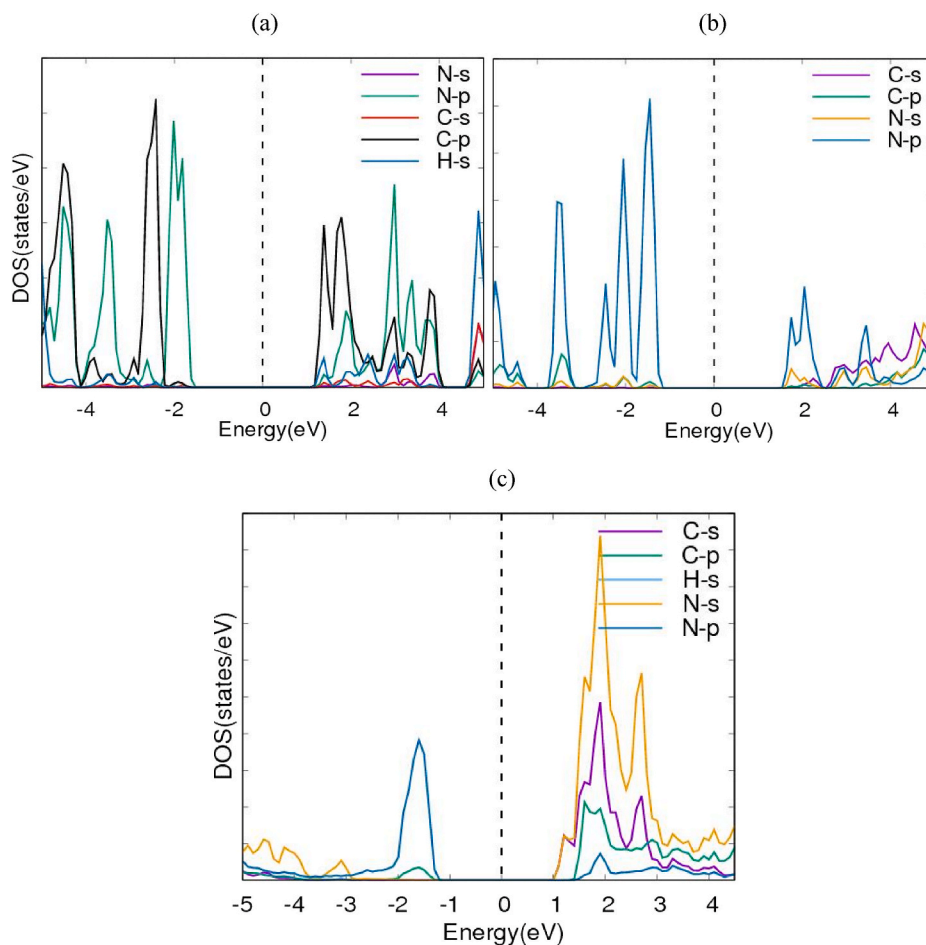 (a)
N-s
N-p
C-s
C-p
H-s
DOS(states/eV)
-4
-2
0
2
4
Energy(eV)
(b)
C-s
C-p
N-s
N-p
-4
-2
0
2
4
Energy(eV)
(c)
C-s
C-p
H-s
N-s
N-p
DOS(states/eV)
-5
-4
-3
-2
-1
0
1
2
3
4
Energy(eV)